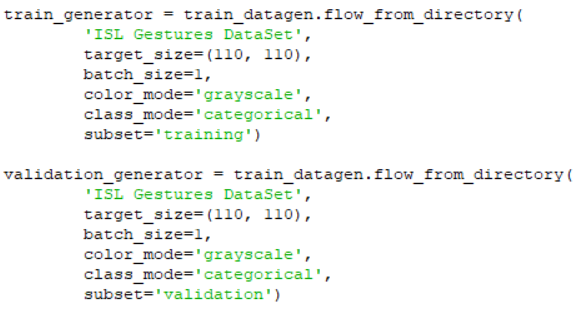 train_generator = train_datagen.flow_from_directory(
        'ISL Gestures DataSet',
        target_size=(110, 110),
        batch_size=1,
        color_mode='grayscale',
        class_mode='categorical',
        subset='training')

validation_generator = train_datagen.flow_from_directory(
        'ISL Gestures DataSet',
        target_size=(110, 110),
        batch_size=1,
        color_mode='grayscale',
        class_mode='categorical',
        subset='validation')